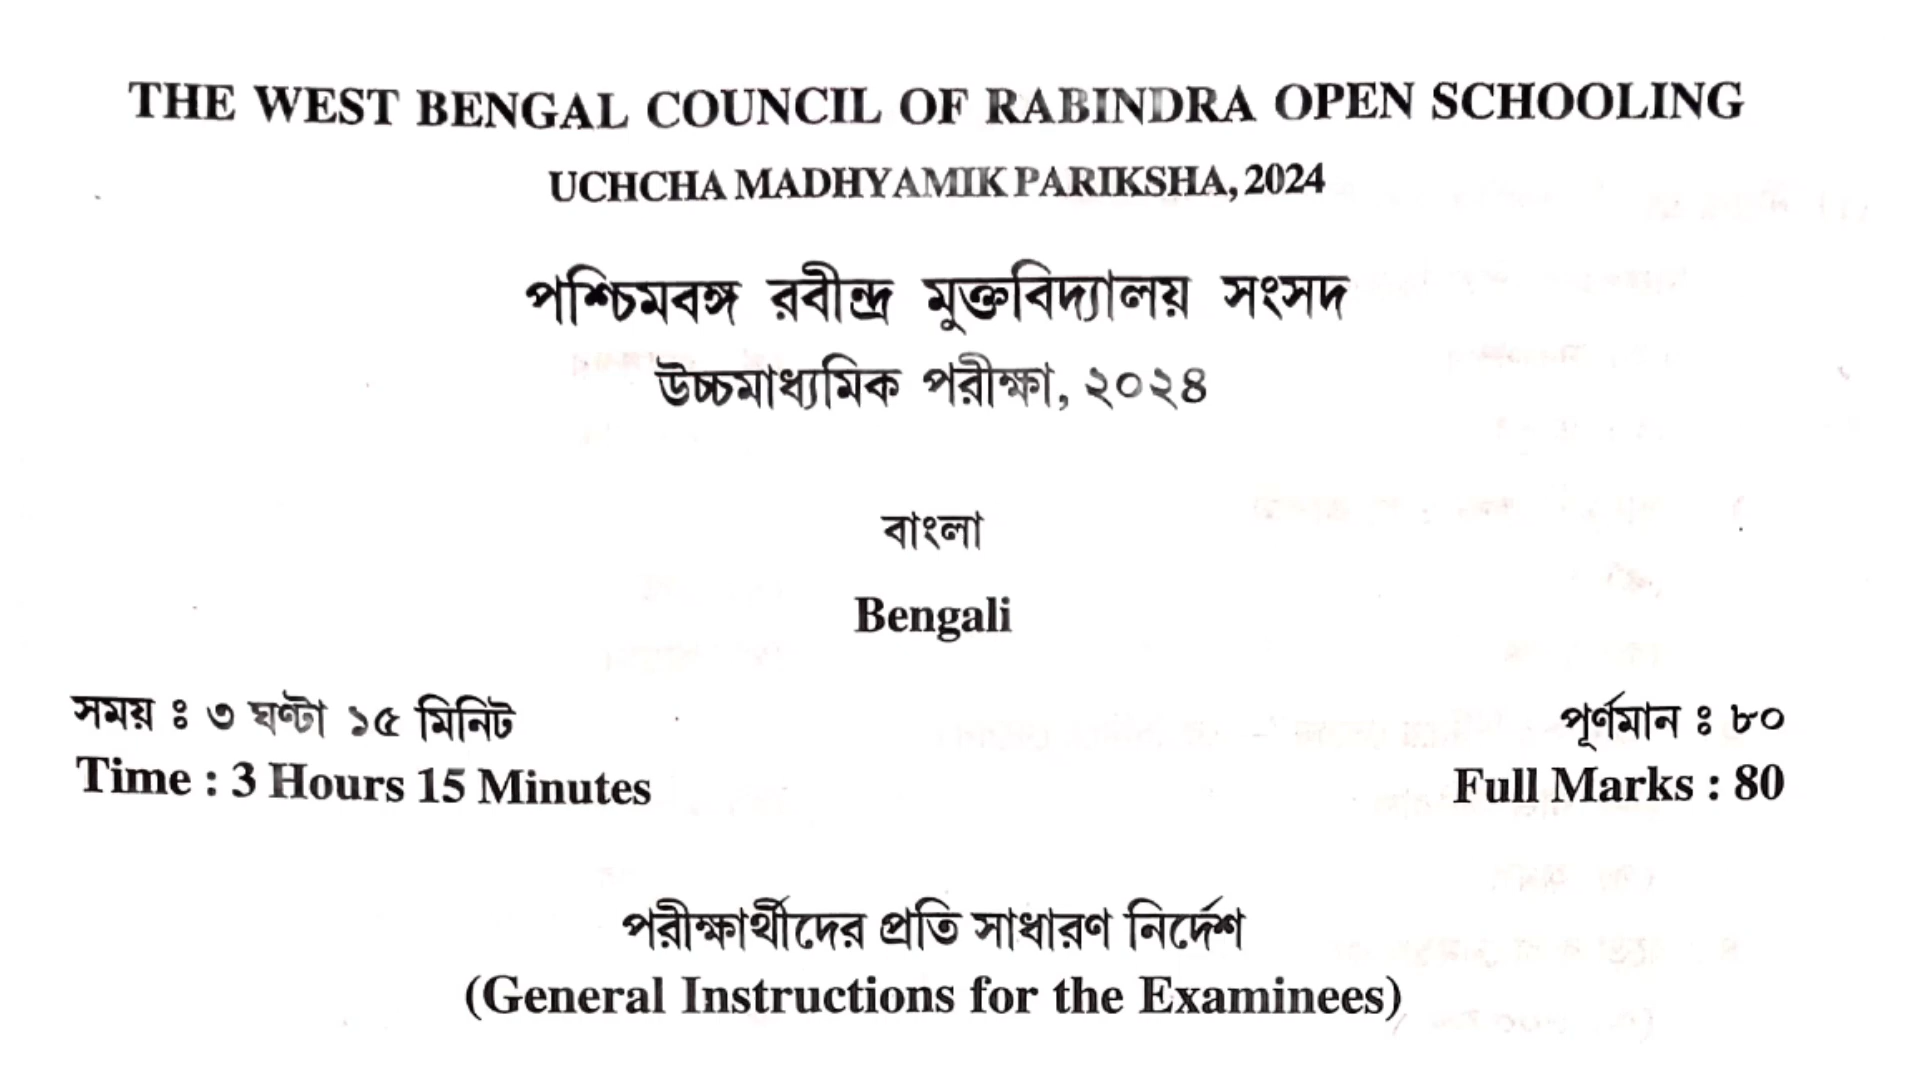 THE WEST BENGAL COUNCIL OF RABINDRA OPEN SCHOOLING
UCHCHA MADHYAMIK PARIKSHA, 2024
পশ্চিমবঙ্গ রবীন্দ্র মুক্তবিদ্যালয় সংসদ
উচ্চমাধ্যমিক পরীক্ষা, ২০২৪
বাংলা
Bengali
সময় ঃ ৩ ঘণ্টা ১৫ মিনিট
পূর্ণমান ঃ ৮০
Time : 3 Hours 15 Minutes
Full Marks : 80
পরীক্ষার্থীদের প্রতি সাধারণ নির্দেশ
(General Instructions for the Examinees)